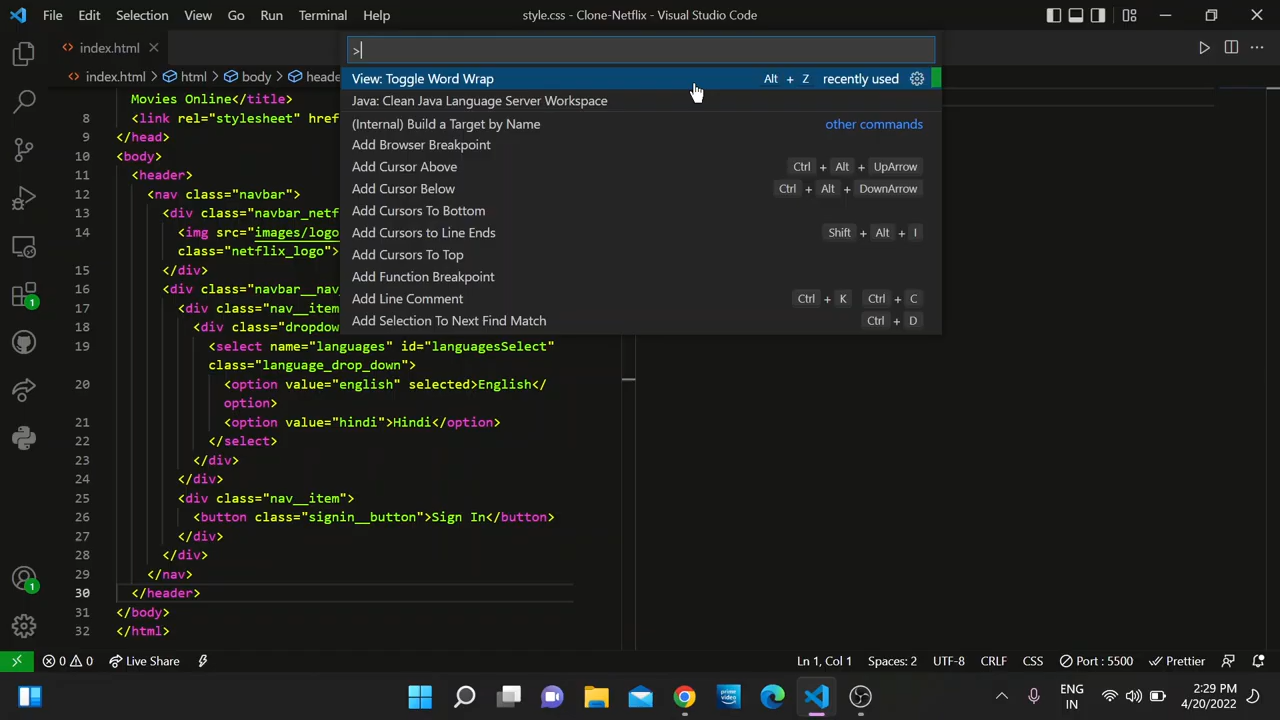 File Edit Selection View Go Run Terminal Help
style.css - Clone-Netflix - Visual Studio Code
>
View: Toggle Word Wrap Alt + Z recently used
Java: Clean Java Language Server Workspace
(Internal) Build a Target by Name other commands
Add Browser Breakpoint
Add Cursor Above Ctrl + Alt + UpArrow
Add Cursor Below Ctrl + Alt + DownArrow
Add Cursors To Bottom
Add Cursors to Line Ends Shift + Alt + I
Add Cursors To Top
Add Function Breakpoint
Add Line Comment Ctrl + K Ctrl + C
Add Selection To Next Find Match Ctrl + D
index.html
index.html > html > body > heade
Movies Online</title>
8 <link rel="stylesheet" href
9 </head>
10 <body>
11 <header>
12 <nav class="navbar">
13 <div class="navbar_netf
14 <img src="images/logo
class="netflix_logo">
15 </div>
16 <div class="navbar__nav
17 <div class="nav__item
18 <div class="dropdow
19 <select name="languages" id="languagesSelect"
class="language_drop_down">
20 <option value="english" selected>English</
option>
21 <option value="hindi">Hindi</option>
22 </select>
23 </div>
24 </div>
25 <div class="nav__item">
26 <button class="signin__button">Sign In</button>
27 </div>
28 </div>
29 </nav>
30 </header>
31 </body>
32 </html>
1
1
0 0 Live Share
Ln 1, Col 1 Spaces: 2 UTF-8 CRLF CSS Port : 5500 Prettier
prime video
ENG
IN
2:29 PM
4/20/2022